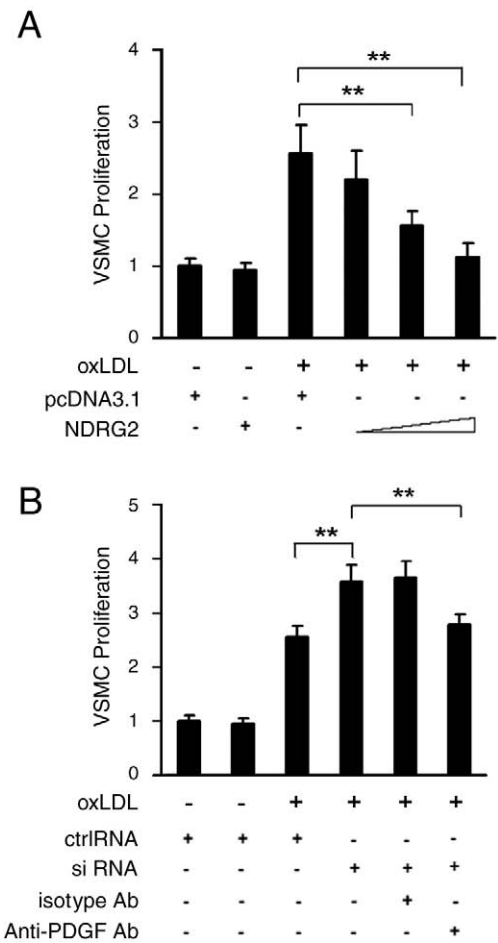 A
4
**
**
3
2
1
0
VSMC Proliferation
oxLDL - - + + + +
pcDNA3.1 + - + - - -
NDRG2 - + -
B
5
**
4
**
3
2
1
0
VSMC Proliferation
oxLDL - - + + + +
ctrlRNA + + + - - -
si RNA - - - + + +
isotype Ab - - - - + -
Anti-PDGF Ab - - - - - +